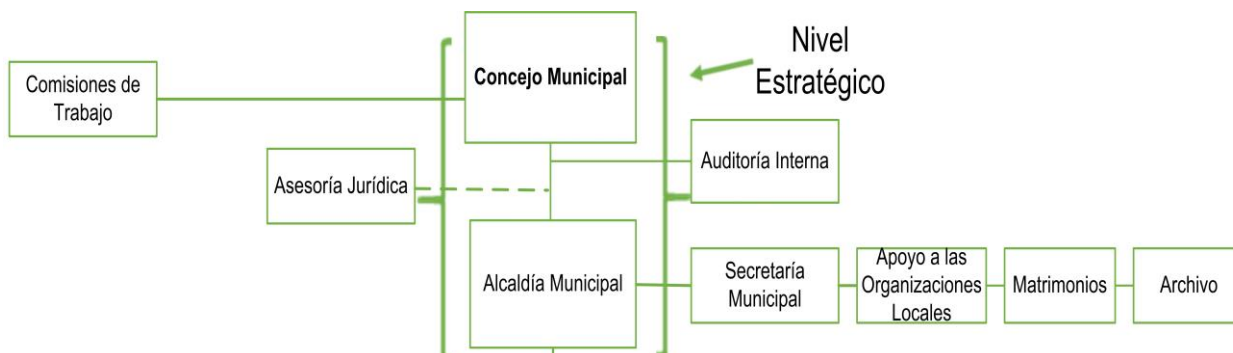 Nivel
Estratégico
Concejo Municipal
Comisiones de
Trabajo
Auditoría Interna
Asesoría Jurídica
Alcaldía Municipal
Secretaría
Municipal
Apoyo a las
Organizaciones
Locales
Matrimonios
Archivo